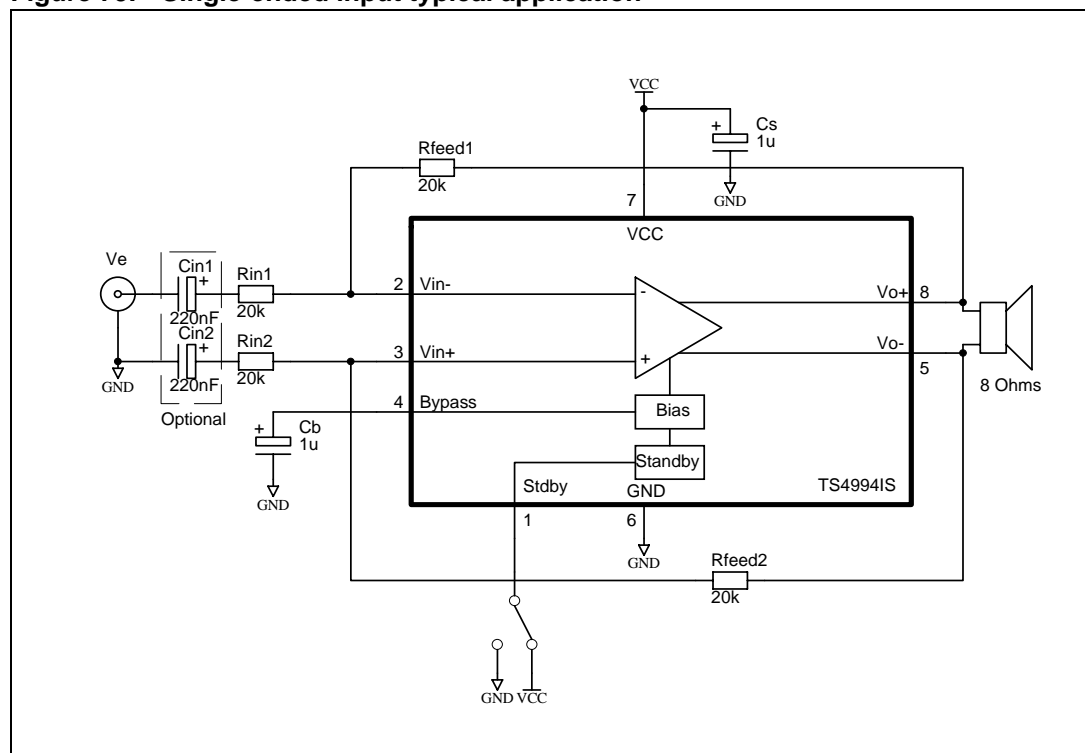 Single-ended input typical application
VCC
+
Cs
1u
GND
Rfeed1
20k
7
VCC
Ve
Cin1
+
220nF
Rin1
20k
2
Vin-
-
Vo+
8
Cin2
+
220nF
Rin2
20k
3
Vin+
+
Vo-
5
GND
Optional
8 Ohms
4
Bypass
Bias
+
Cb
1u
GND
Standby
Stdby
GND
TS4994IS
1
6
GND
Rfeed2
20k
GND
VCC